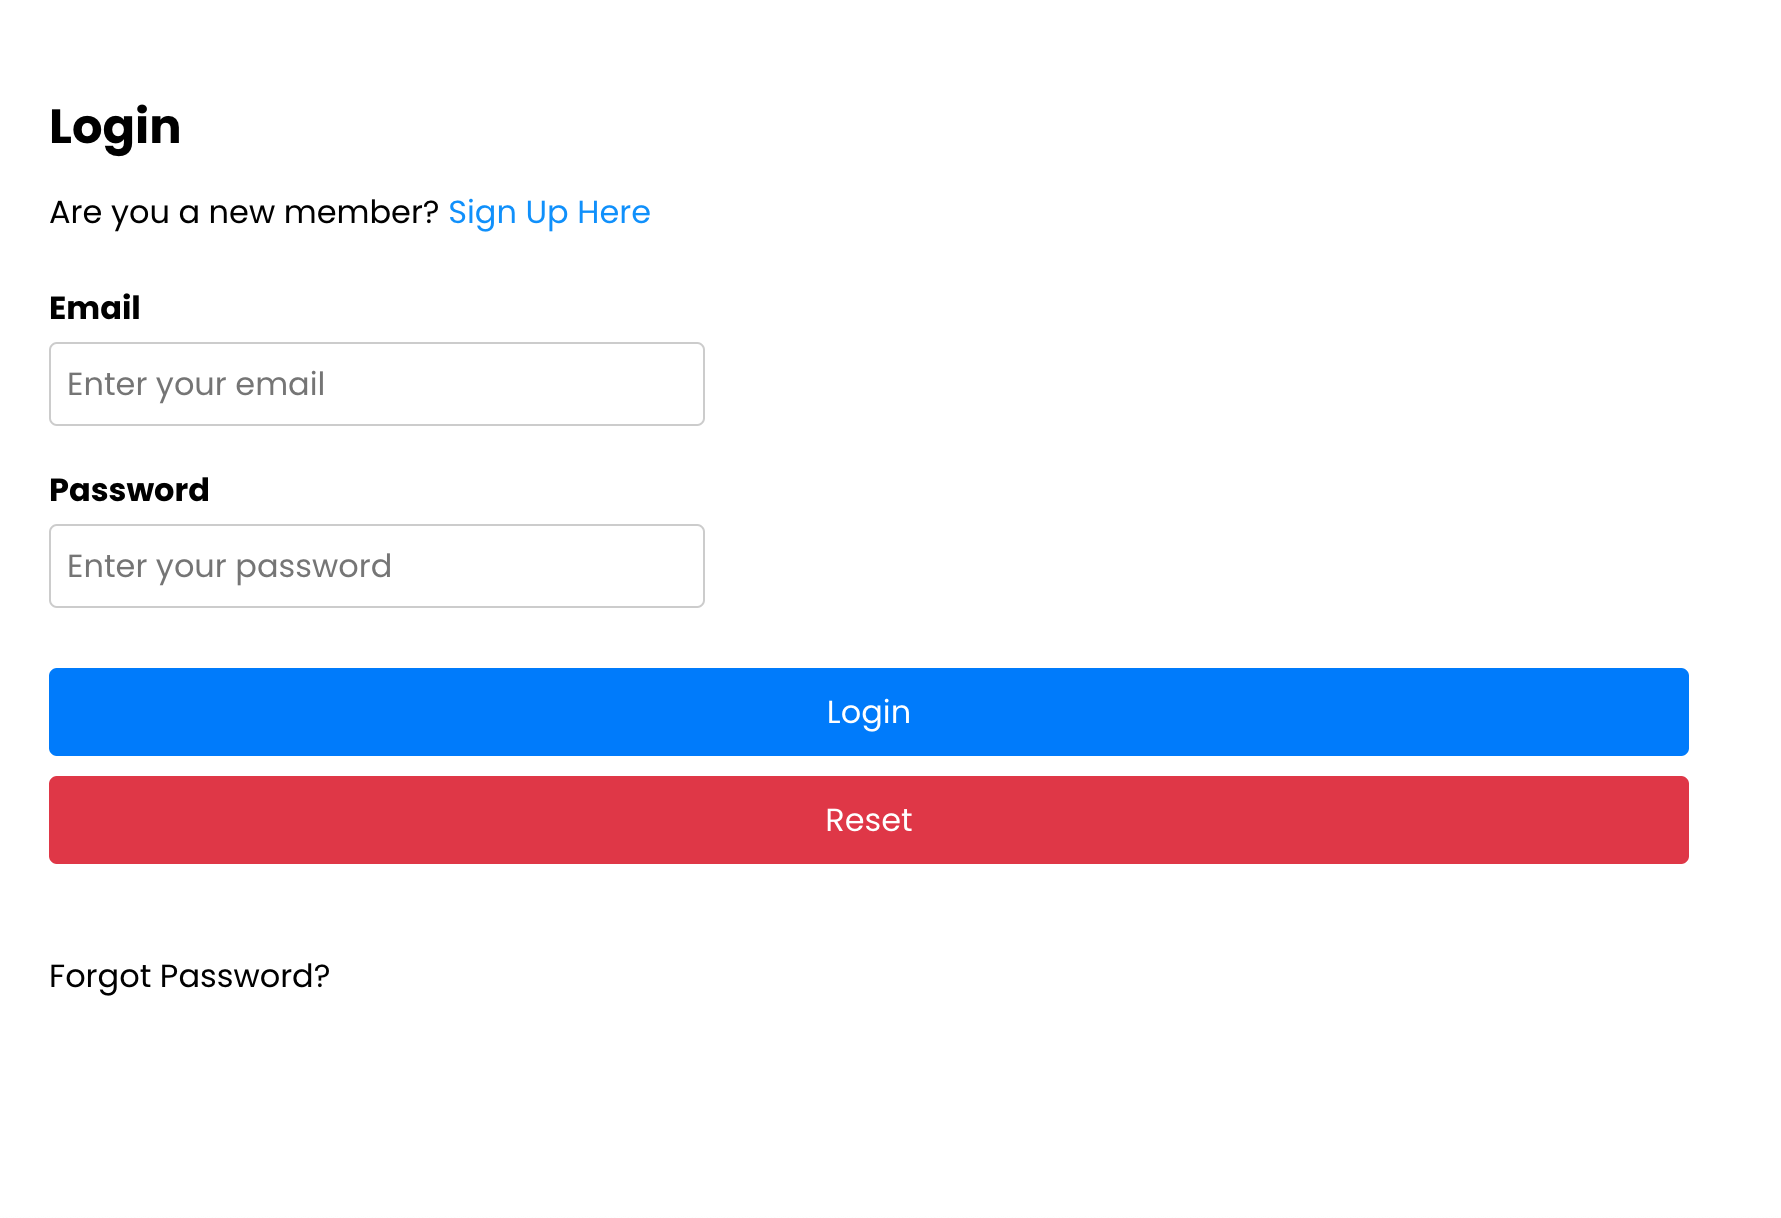 Login
Are you a new member? Sign Up Here
Email
Enter your email
Password
Enter your password
Login
Reset
Forgot Password?